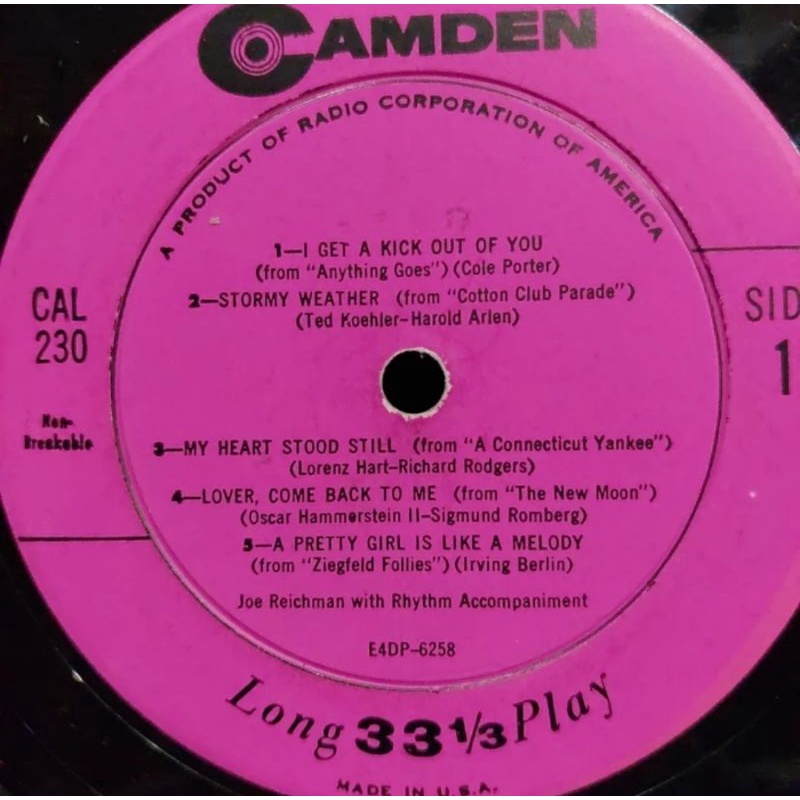 CAMDEN
A PRODUCT OF RADIO CORPORATION OF AMERICA
1—I GET A KICK OUT OF YOU
(from "Anything Goes") (Cole Porter)
2—STORMY WEATHER (from "Cotton Club Parade")
(Ted Koehler–Harold Arlen)
CAL
230
SID
1
Non-
Breakable
3—MY HEART STOOD STILL (from "A Connecticut Yankee")
(Lorenz Hart–Richard Rodgers)
4—LOVER, COME BACK TO ME (from "The New Moon")
(Oscar Hammerstein II–Sigmund Romberg)
5—A PRETTY GIRL IS LIKE A MELODY
(from "Ziegfeld Follies") (Irving Berlin)
Joe Reichman with Rhythm Accompaniment
E4DP–6258
Long 33 1/3 Play
MADE IN U.S.A.